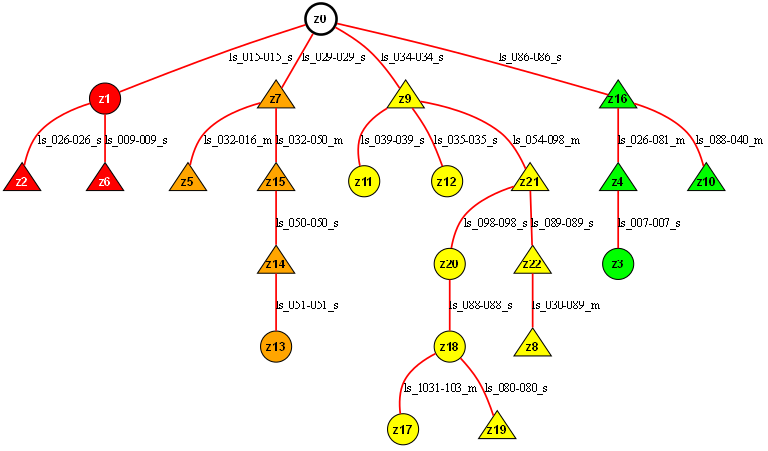 z0
ls_015-015_s ls_029-029_s ls_034-034_s ls_086-086_s
z1 z7 z9 z16
ls_026-026_s ls_009-009_s ls_032-016_m ls_032-050_m ls_039-039_s ls_035-035_s ls_054-098_m ls_026-081_m ls_088-040_m
z2 z6 z5 z15 z11 z12 z21 z4 z10
ls_050-050_s ls_098-098_s ls_089-089_s ls_007-007_s
z14 z20 z22 z3
ls_051-051_s ls_088-088_s ls_030-089_m
z13 z18 z8
ls_1031-103_m ls_080-080_s
z17 z19